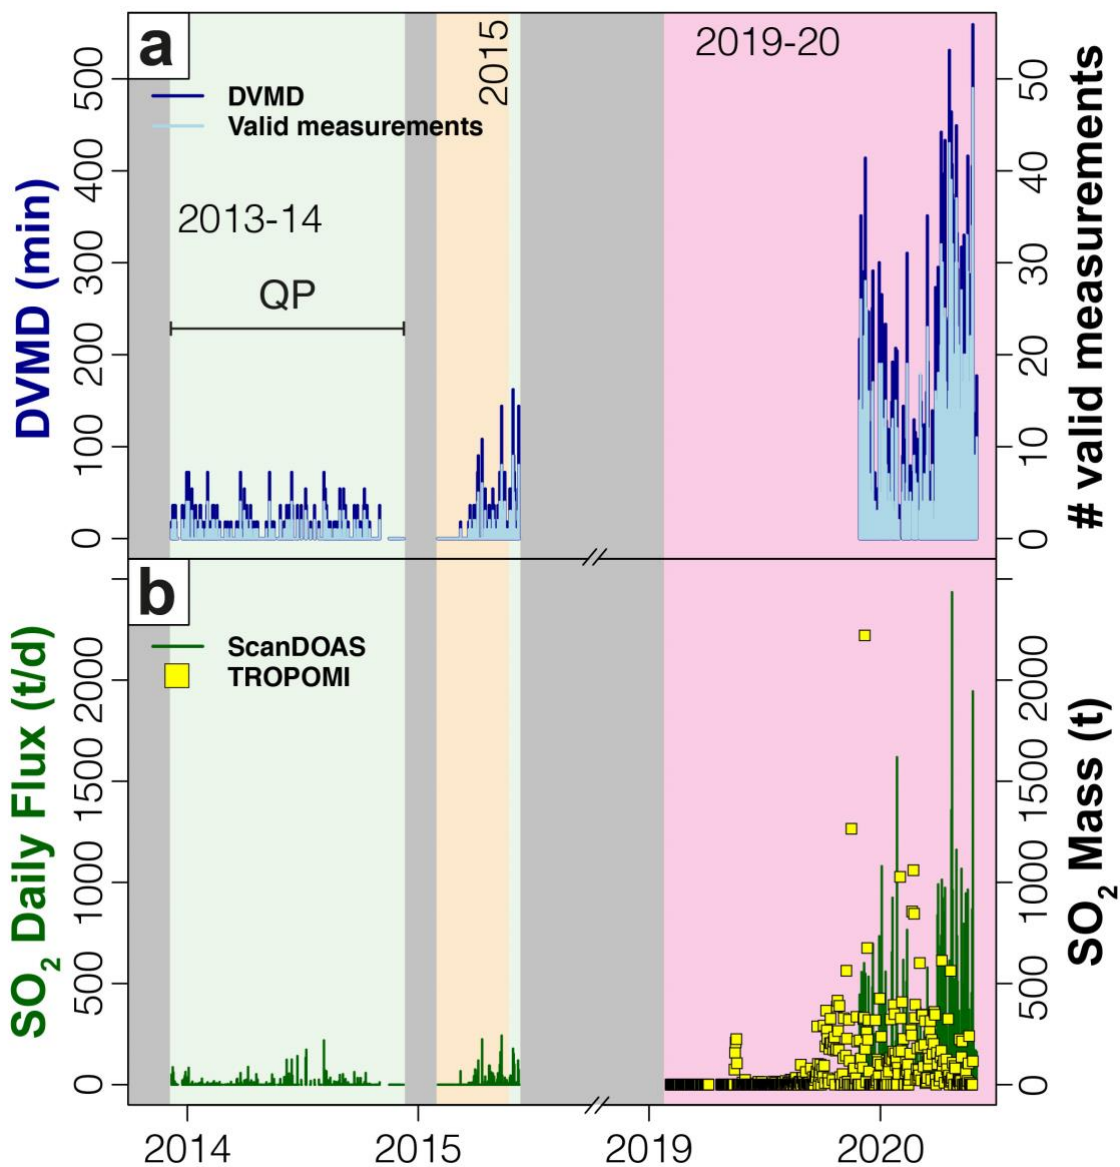 a
2015
2019-20
DVMD
Valid measurements
2013-14
QP
DVMD (min)
0
100
200
300
400
500
# valid measurements
0
10
20
30
40
50
b
ScanDOAS
TROPOMI
SO2 Daily Flux (t/d)
0
500
1000
1500
2000
SO2 Mass (t)
0
500
1000
1500
2000
2014
2015
2019
2020